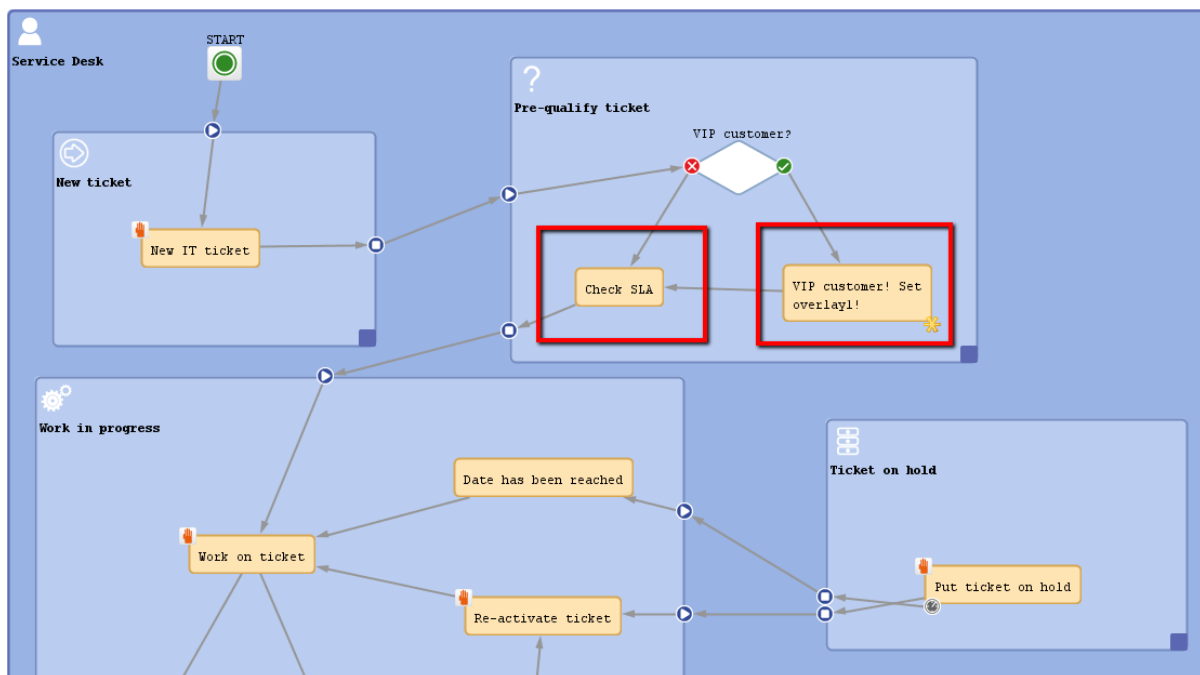 START
Service Desk
Pre-qualify ticket
VIP customer?
New ticket
New IT ticket
Check SLA
VIP customer! Set
overlay1!
Work in progress
Date has been reached
Ticket on hold
Work on ticket
Put ticket on hold
Re-activate ticket